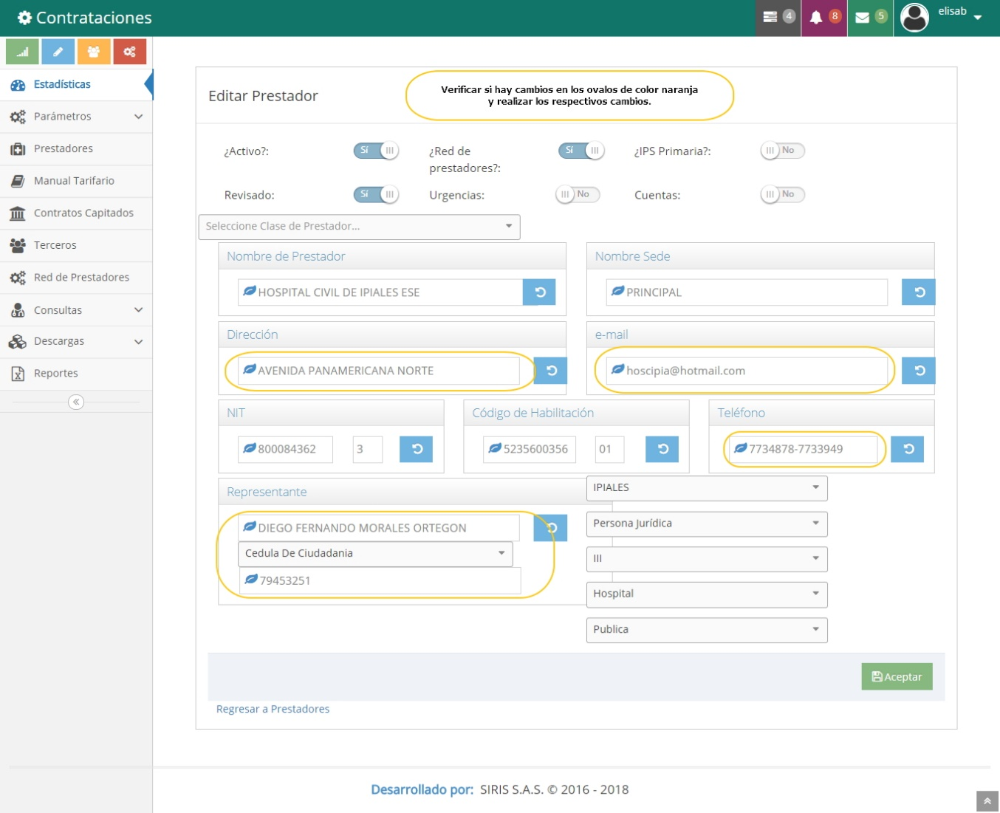 Contrataciones
4
8
5
elisab
Estadísticas
Parámetros
Prestadores
Manual Tarifario
Contratos Capitados
Terceros
Red de Prestadores
Consultas
Descargas
Reportes
Editar Prestador
Verificar si hay cambios en los ovalos de color naranja
y realizar los respectivos cambios.
¿Activo?:
Sí
¿Red de
prestadores?:
Sí
¿IPS Primaria?:
No
Revisado:
Sí
Urgencias:
No
Cuentas:
No
Seleccione Clase de Prestador...
Nombre de Prestador
HOSPITAL CIVIL DE IPIALES ESE
Nombre Sede
PRINCIPAL
Dirección
AVENIDA PANAMERICANA NORTE
e-mail
hoscipia@hotmail.com
NIT
800084362
3
Código de Habilitación
5235600356
01
Teléfono
7734878-7733949
Representante
DIEGO FERNANDO MORALES ORTEGON
Cedula De Ciudadania
79453251
IPIALES
Persona Jurídica
III
Hospital
Publica
Aceptar
Regresar a Prestadores
Desarrollado por: SIRIS S.A.S. © 2016 - 2018